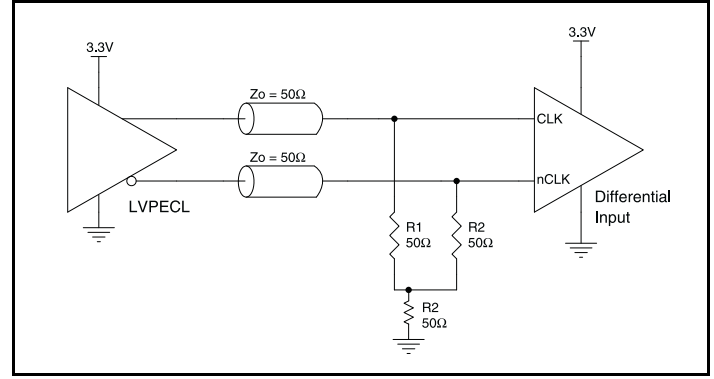 3.3V
3.3V
Zo = 50Ω
CLK
Zo = 50Ω
nCLK
LVPECL
Differential
Input
R1
50Ω
R2
50Ω
R2
50Ω